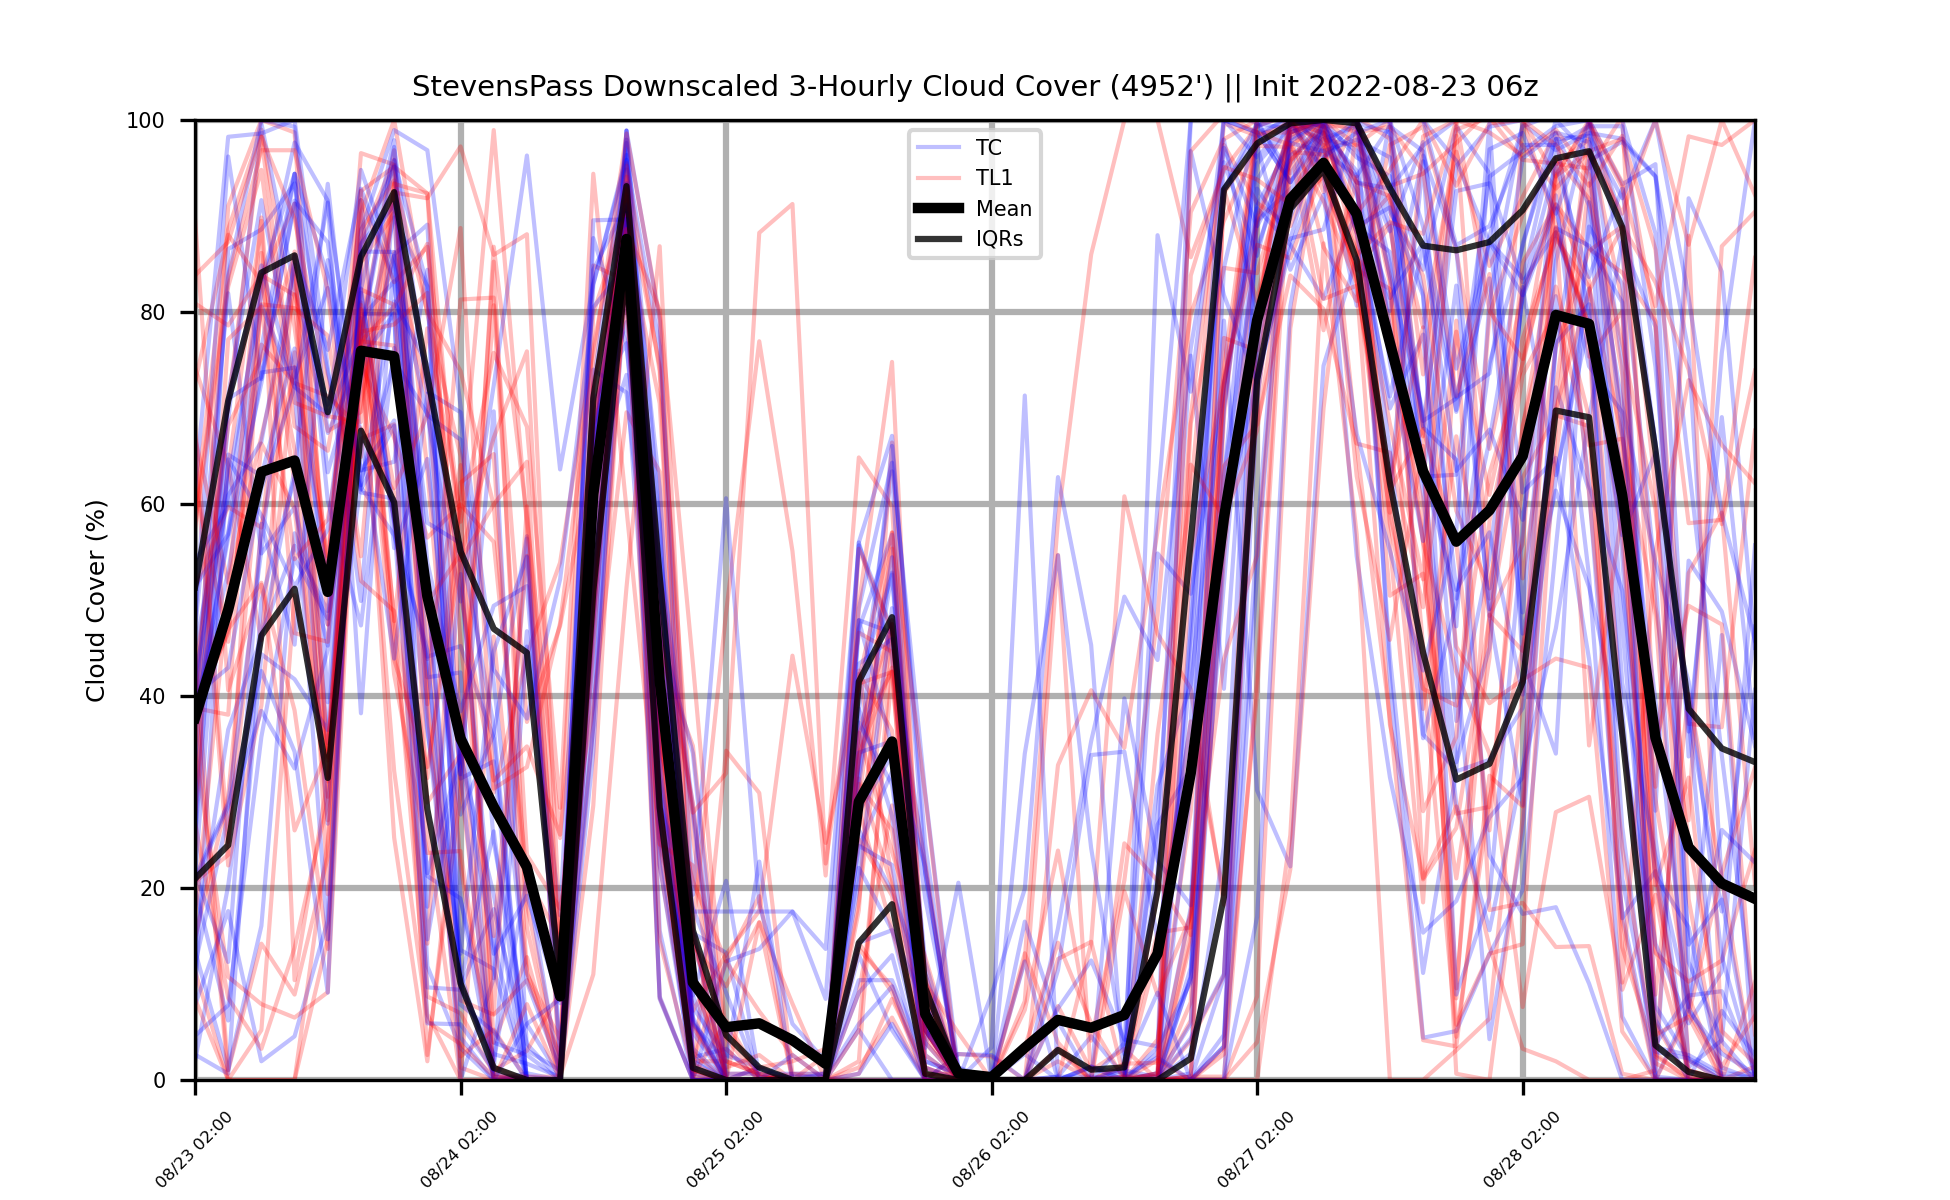 StevensPass Downscaled 3-Hourly Cloud Cover (4952') || Init 2022-08-23 06z
Cloud Cover (%)
100
80
60
40
20
0
TC
TL1
Mean
IQRs
08/23 02:00
08/24 02:00
08/25 02:00
08/26 02:00
08/27 02:00
08/28 02:00